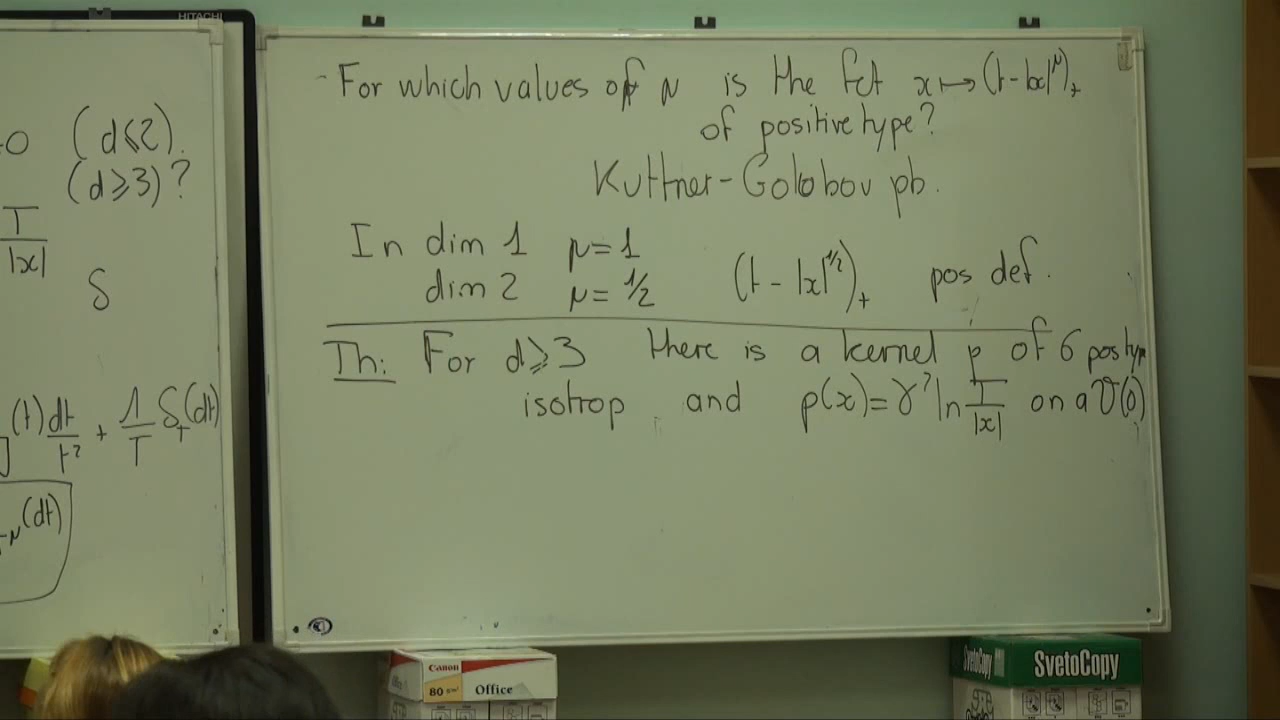 HITACHI
(d⩽2).
(d⩾3)?
T
|x|
δ
(t) dt/t² + 1/T δ_T(dt)
(dt)
- For which values of μ is the fct x ↦ (1-|x|^μ)₊
of positive type?
Kuttner-Golubov pb.
In dim 1 μ=1
dim 2 μ=1/2 (1-|x|^{1/2})₊ pos def.
Th: For d⩾3 there is a kernel ρ of σ pos typ
isotrop and ρ(x)=γ² ln T/|x| on a V(0)
Canon
80 Office
SvetoCopy
SvetoCopy